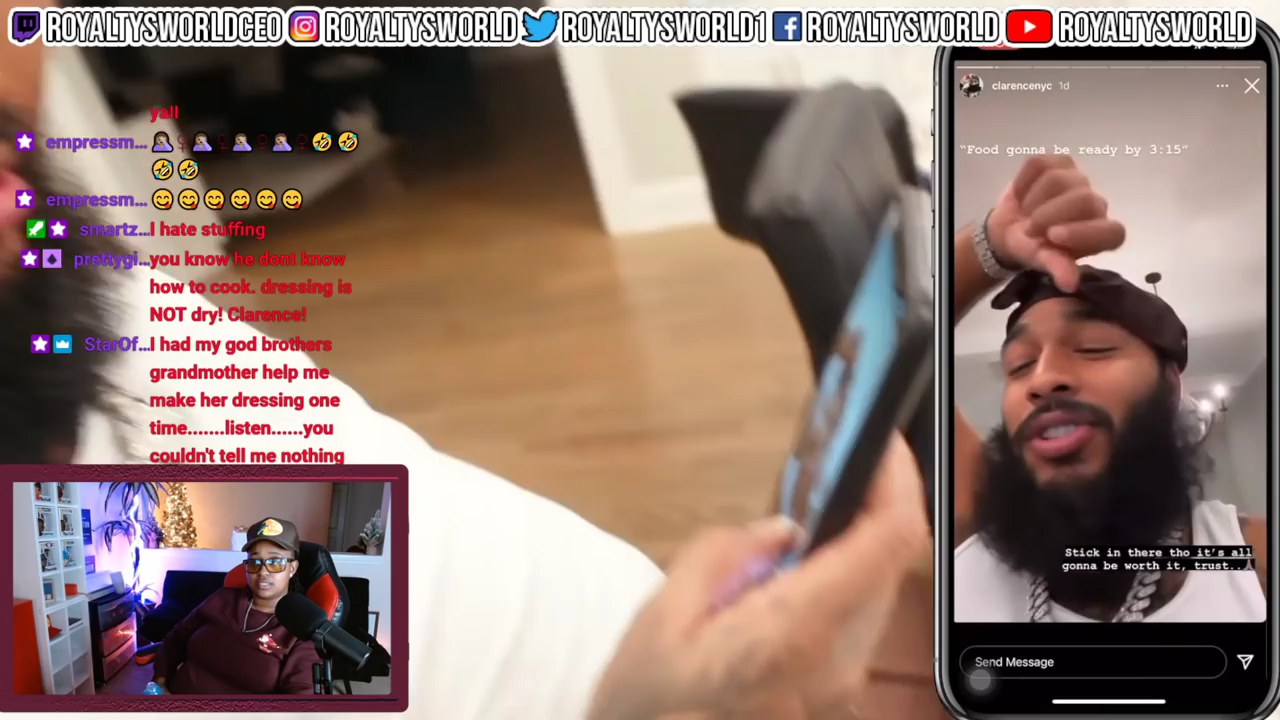 ROYALTYSWORLDCEO ROYALTYSWORLD ROYALTYSWORLD1 ROYALTYSWORLD ROYALTYSWORLD
yall
empressm...
empressm...
smartz... I hate stuffing
prettygi... you know he dont know
how to cook. dressing is
NOT dry! Clarence!
StarOf... I had my god brothers
grandmother help me
make her dressing one
time.......listen......you
couldn't tell me nothing
clarencenyc 1d
"Food gonna be ready by 3:15"
Stick in there tho it's all
gonna be worth it, trust..
Send Message